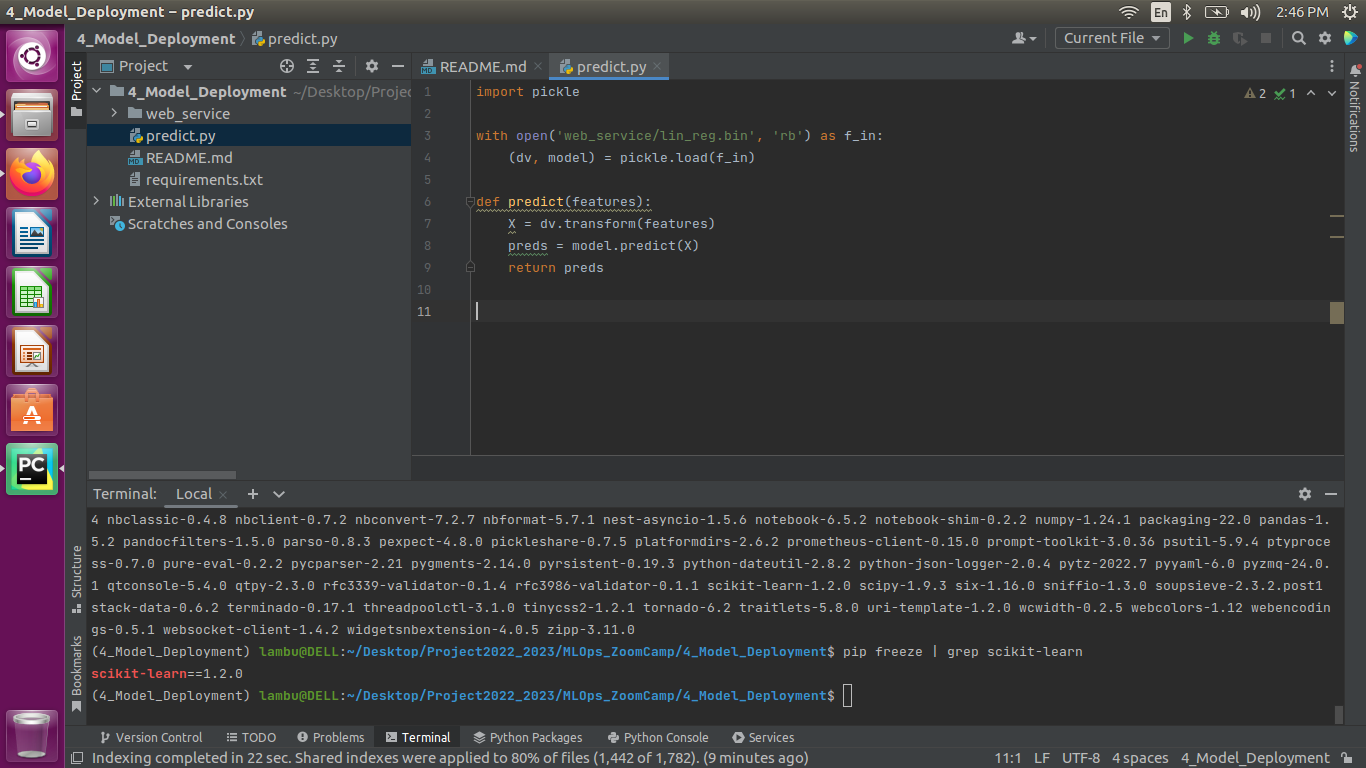 4_Model_Deployment – predict.py
En
2:46 PM
4_Model_Deployment
predict.py
Current File
Project
Project
README.md
predict.py
4_Model_Deployment ~/Desktop/Projec
web_service
predict.py
README.md
requirements.txt
External Libraries
Scratches and Consoles
1 import pickle
2
3 with open('web_service/lin_reg.bin', 'rb') as f_in:
4 (dv, model) = pickle.load(f_in)
5
6 def predict(features):
7 X = dv.transform(features)
8 preds = model.predict(X)
9 return preds
10
11
2 1
Notifications
Terminal: Local
4 nbclassic-0.4.8 nbclient-0.7.2 nbconvert-7.2.7 nbformat-5.7.1 nest-asyncio-1.5.6 notebook-6.5.2 notebook-shim-0.2.2 numpy-1.24.1 packaging-22.0 pandas-1.
5.2 pandocfilters-1.5.0 parso-0.8.3 pexpect-4.8.0 pickleshare-0.7.5 platformdirs-2.6.2 prometheus-client-0.15.0 prompt-toolkit-3.0.36 psutil-5.9.4 ptyproce
ss-0.7.0 pure-eval-0.2.2 pycparser-2.21 pygments-2.14.0 pyrsistent-0.19.3 python-dateutil-2.8.2 python-json-logger-2.0.4 pytz-2022.7 pyyaml-6.0 pyzmq-24.0.
1 qtconsole-5.4.0 qtpy-2.3.0 rfc3339-validator-0.1.4 rfc3986-validator-0.1.1 scikit-learn-1.2.0 scipy-1.9.3 six-1.16.0 sniffio-1.3.0 soupsieve-2.3.2.post1
stack-data-0.6.2 terminado-0.17.1 threadpoolctl-3.1.0 tinycss2-1.2.1 tornado-6.2 traitlets-5.8.0 uri-template-1.2.0 wcwidth-0.2.5 webcolors-1.12 webencodin
gs-0.5.1 websocket-client-1.4.2 widgetsnbextension-4.0.5 zipp-3.11.0
(4_Model_Deployment) lambu@DELL:~/Desktop/Project2022_2023/MLOps_ZoomCamp/4_Model_Deployment$ pip freeze | grep scikit-learn
scikit-learn==1.2.0
(4_Model_Deployment) lambu@DELL:~/Desktop/Project2022_2023/MLOps_ZoomCamp/4_Model_Deployment$
Structure
Bookmarks
Version Control
TODO
Problems
Terminal
Python Packages
Python Console
Services
Indexing completed in 22 sec. Shared indexes were applied to 80% of files (1,442 of 1,782). (9 minutes ago)
11:1 LF UTF-8 4 spaces 4_Model_Deployment
PC